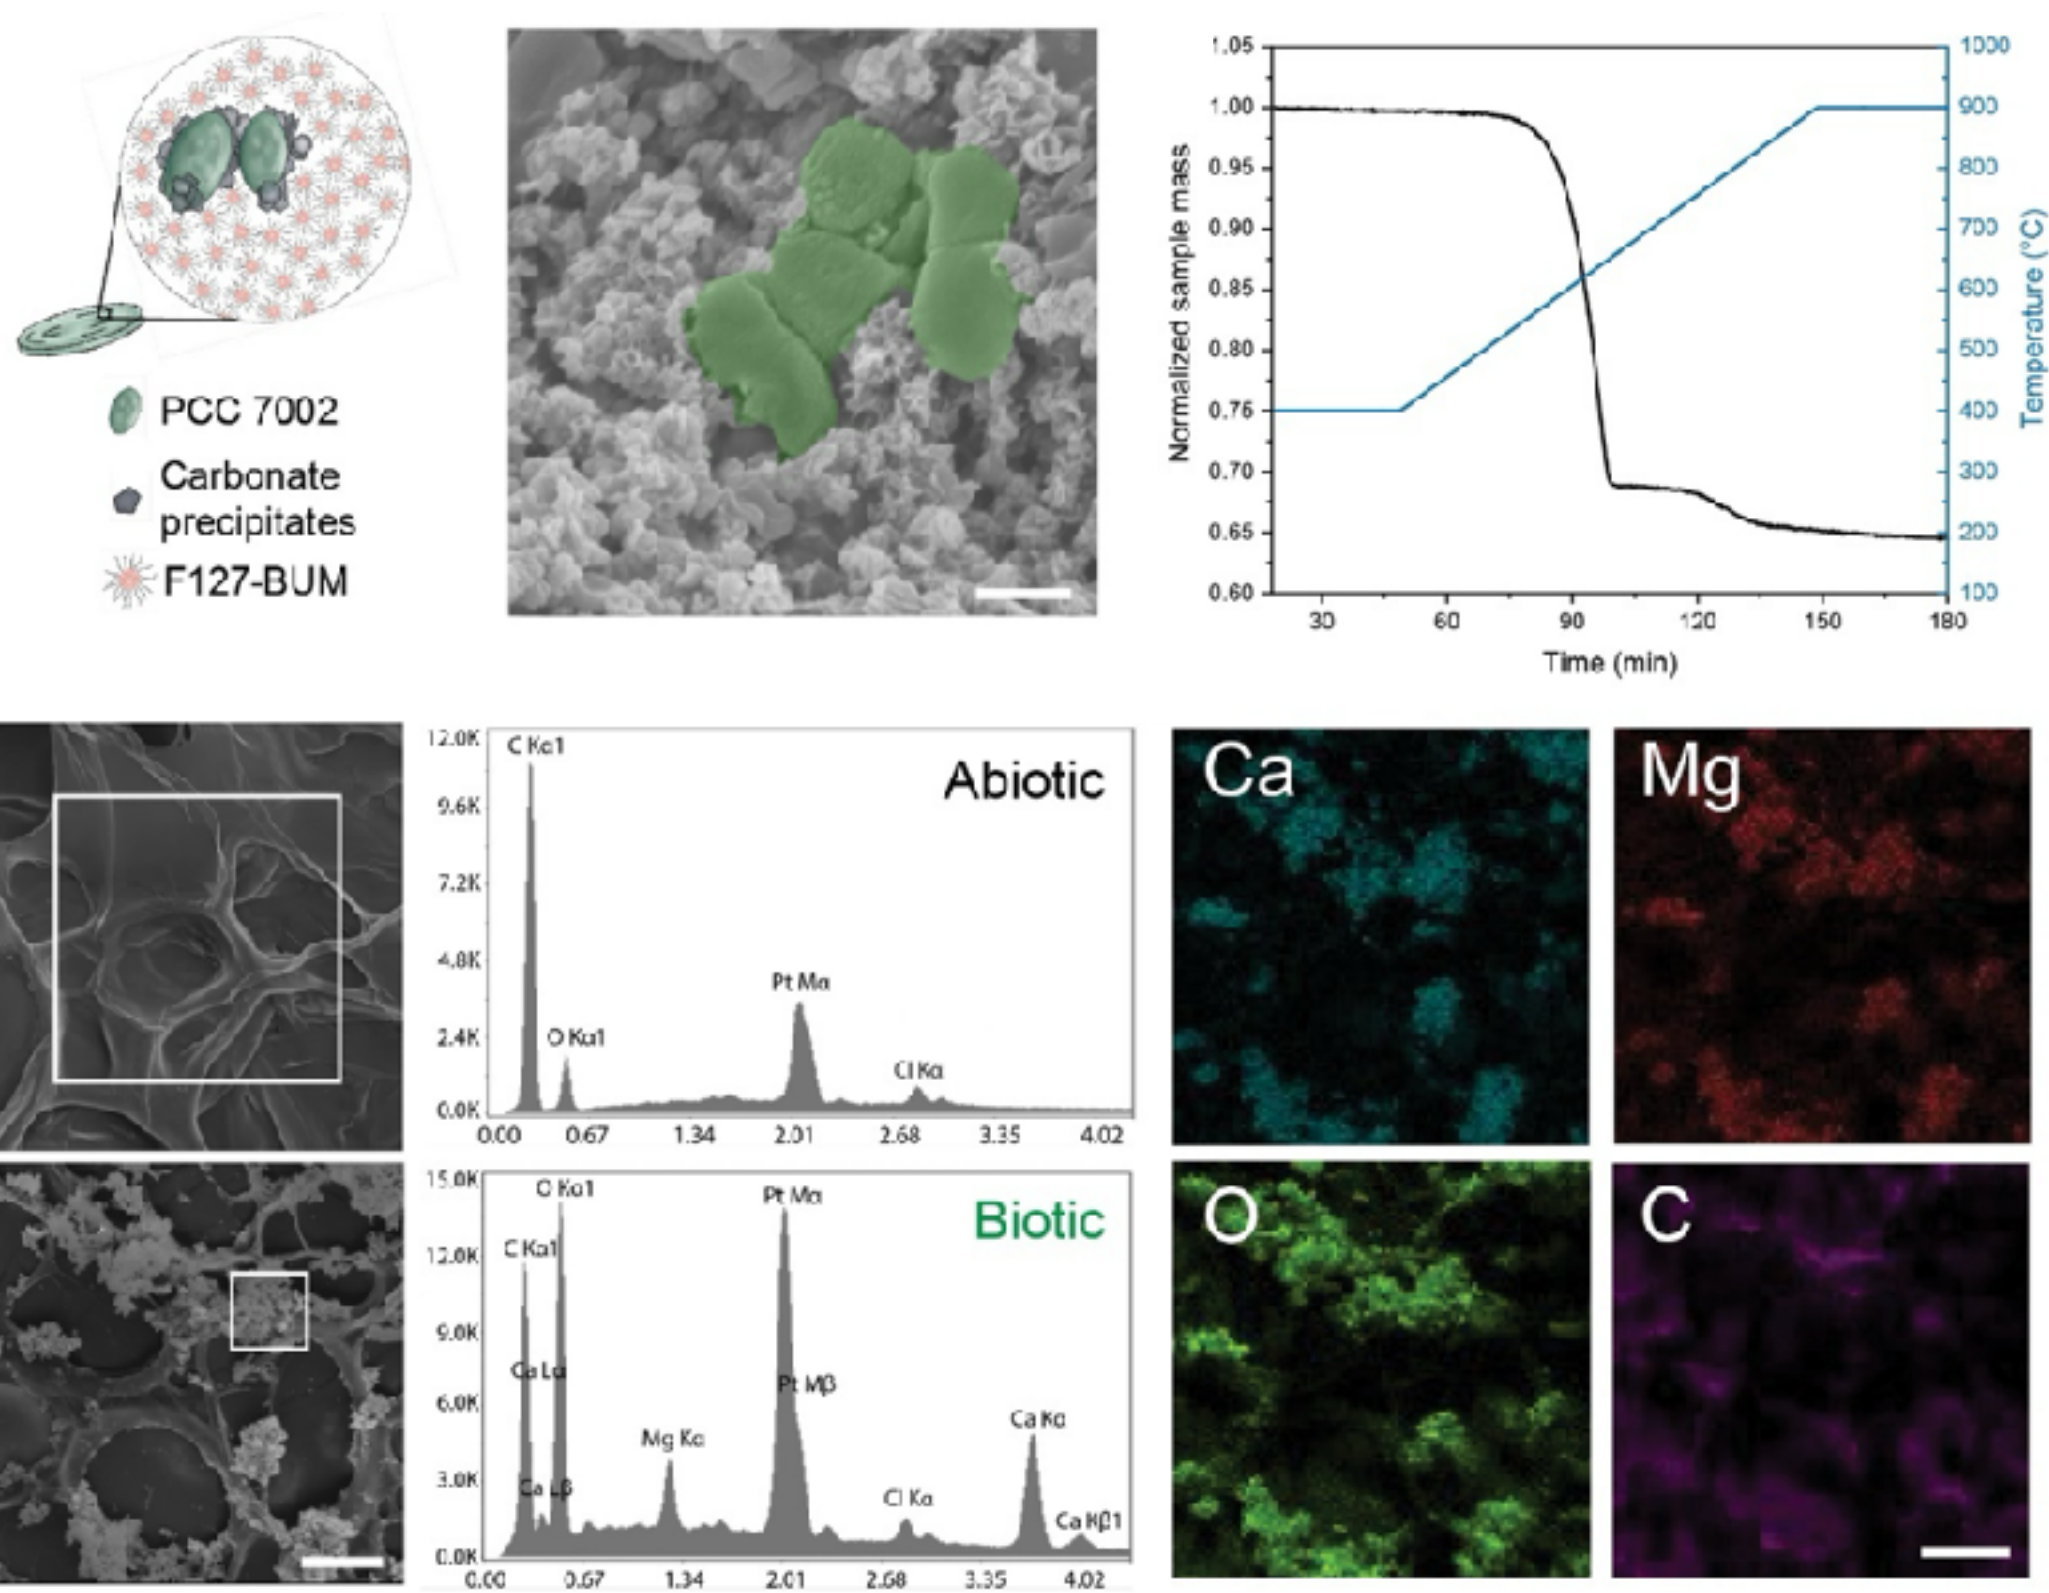 PCC 7002
Carbonate
precipitates
F127-BUM
1.05
1.00
0.95
0.90
0.85
0.80
0.75
0.70
0.65
0.60
Normalized sample mass
30
60
90
120
150
180
Time (min)
1000
900
800
700
600
500
400
300
200
100
Temperature (°C)
Abiotic
12.0K
9.6K
7.2K
4.8K
2.4K
0.0K
C Kα1
O Kα1
Pt Mα
Cl Kα
0.00
0.67
1.34
2.01
2.68
3.35
4.02
Biotic
15.0K
12.0K
9.0K
6.0K
3.0K
0.0K
O Kα1
C Kα1
Ca Lα
Ca Lβ
Mg Kα
Pt Mα
Pt Mβ
Cl Kα
Ca Kα
Ca Kβ1
0.00
0.67
1.34
2.01
2.68
3.35
4.02
Ca
Mg
O
C